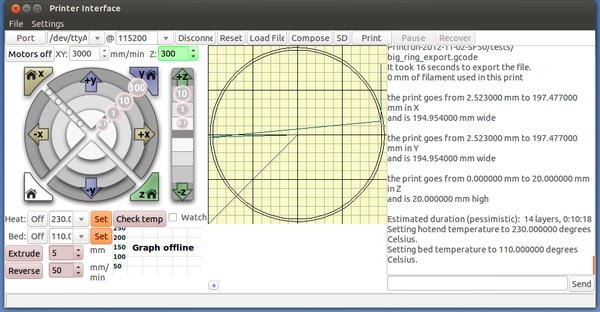 Printer Interface
File Settings
Port /dev/ttyA @ 115200 Disconne Reset Load File Compose SD Print Pause Recover
Motors off XY: 3000 mm/min Z: 300
x +y y +z
100
10 10
1 1
0.1 0.1
-x +x
-y z -z
Heat: Off 230.0 Set Check temp Watch
Bed: Off 110.0 Set
Extrude 5 mm
Reverse 50 mm/
min
250
200
150
100
50
Graph offline
+
Printrun-2012-11-02-SF50/tests/
big_ring_export.gcode
It took 16 seconds to export the file.
0 mm of filament used in this print
the print goes from 2.523000 mm to 197.477000
mm in X
and is 194.954000 mm wide
the print goes from 2.523000 mm to 197.477000
mm in Y
and is 194.954000 mm wide
the print goes from 0.000000 mm to 20.000000 mm
in Z
and is 20.000000 mm high
Estimated duration (pessimistic): 14 layers, 0:10:18
Setting hotend temperature to 230.000000 degrees
Celsius.
Setting bed temperature to 110.000000 degrees
Celsius.
Send